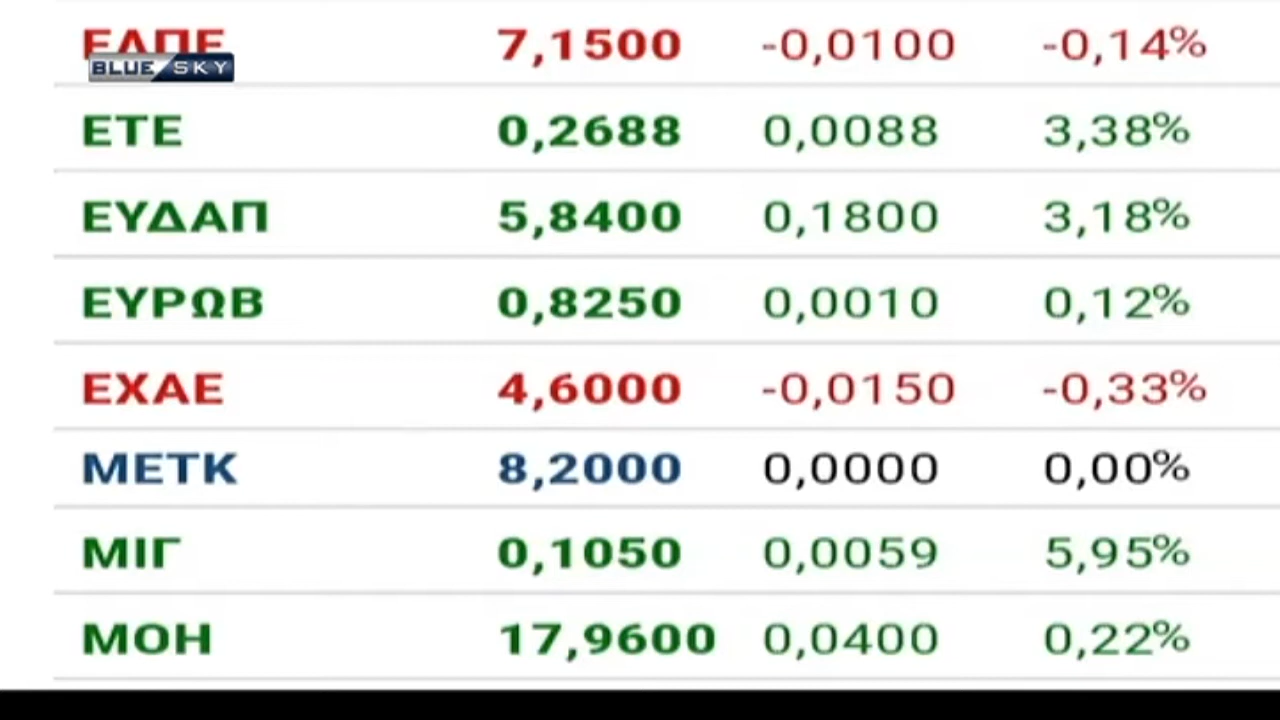 ΕΛΠΕ 7,1500 -0,0100 -0,14%
BLUE SKY
ΕΤΕ 0,2688 0,0088 3,38%
ΕΥΔΑΠ 5,8400 0,1800 3,18%
ΕΥΡΩΒ 0,8250 0,0010 0,12%
ΕΧΑΕ 4,6000 -0,0150 -0,33%
ΜΕΤΚ 8,2000 0,0000 0,00%
ΜΙΓ 0,1050 0,0059 5,95%
ΜΟΗ 17,9600 0,0400 0,22%